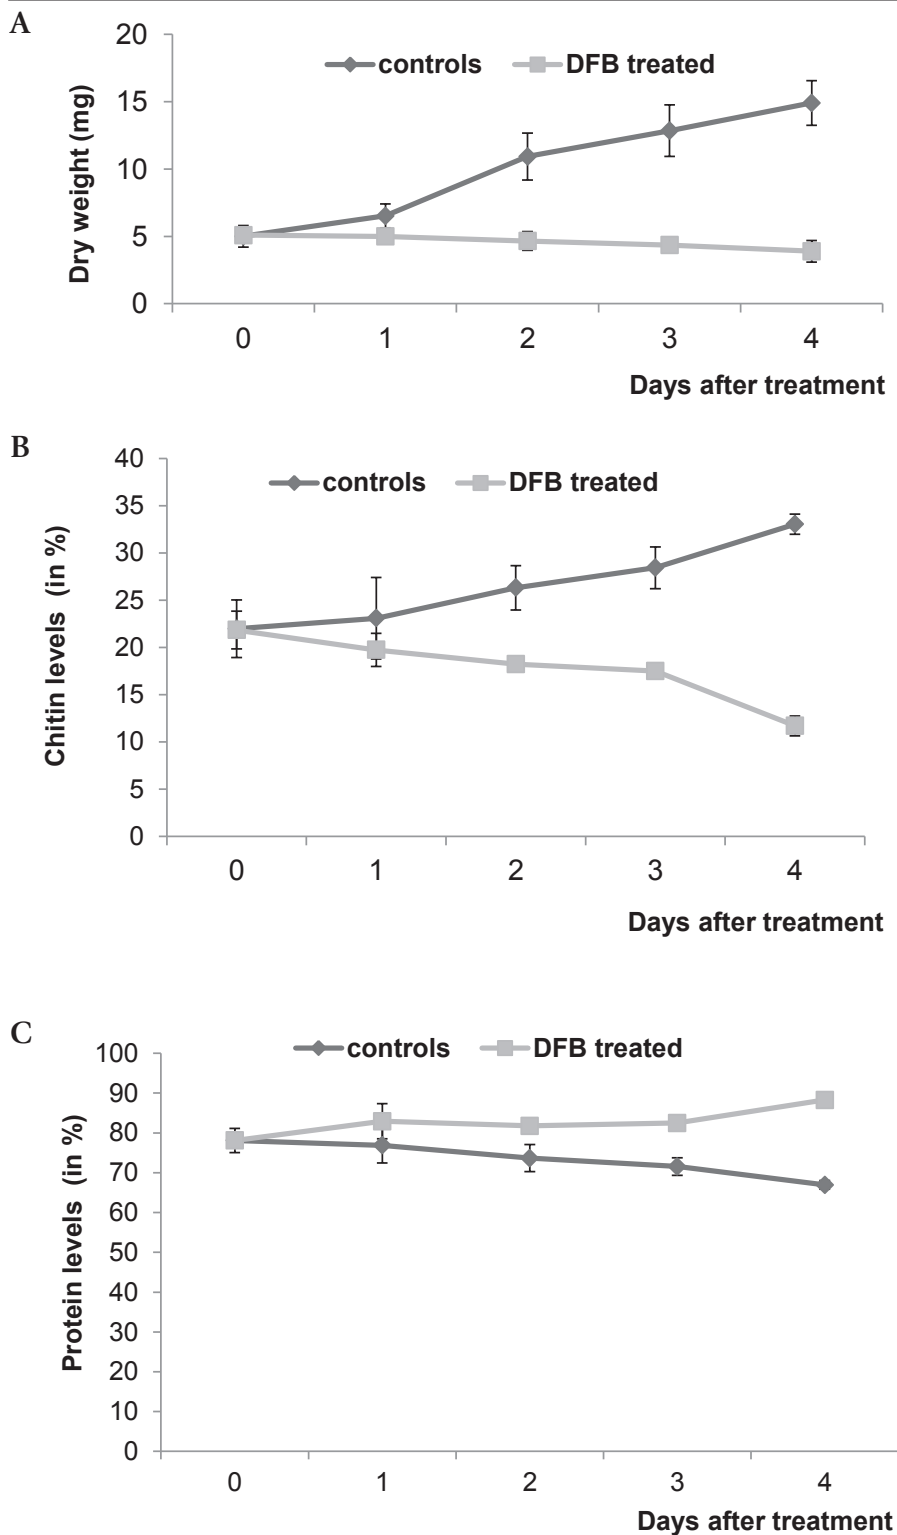 A
20
controls DFB treated
15
10
5
0
Dry weight (mg)
0 1 2 3 4
Days after treatment
B
40
controls DFB treated
35
30
25
20
15
10
5
0
Chitin levels (in %)
0 1 2 3 4
Days after treatment
C
100
controls DFB treated
90
80
70
60
50
40
30
20
10
0
Protein levels (in %)
0 1 2 3 4
Days after treatment